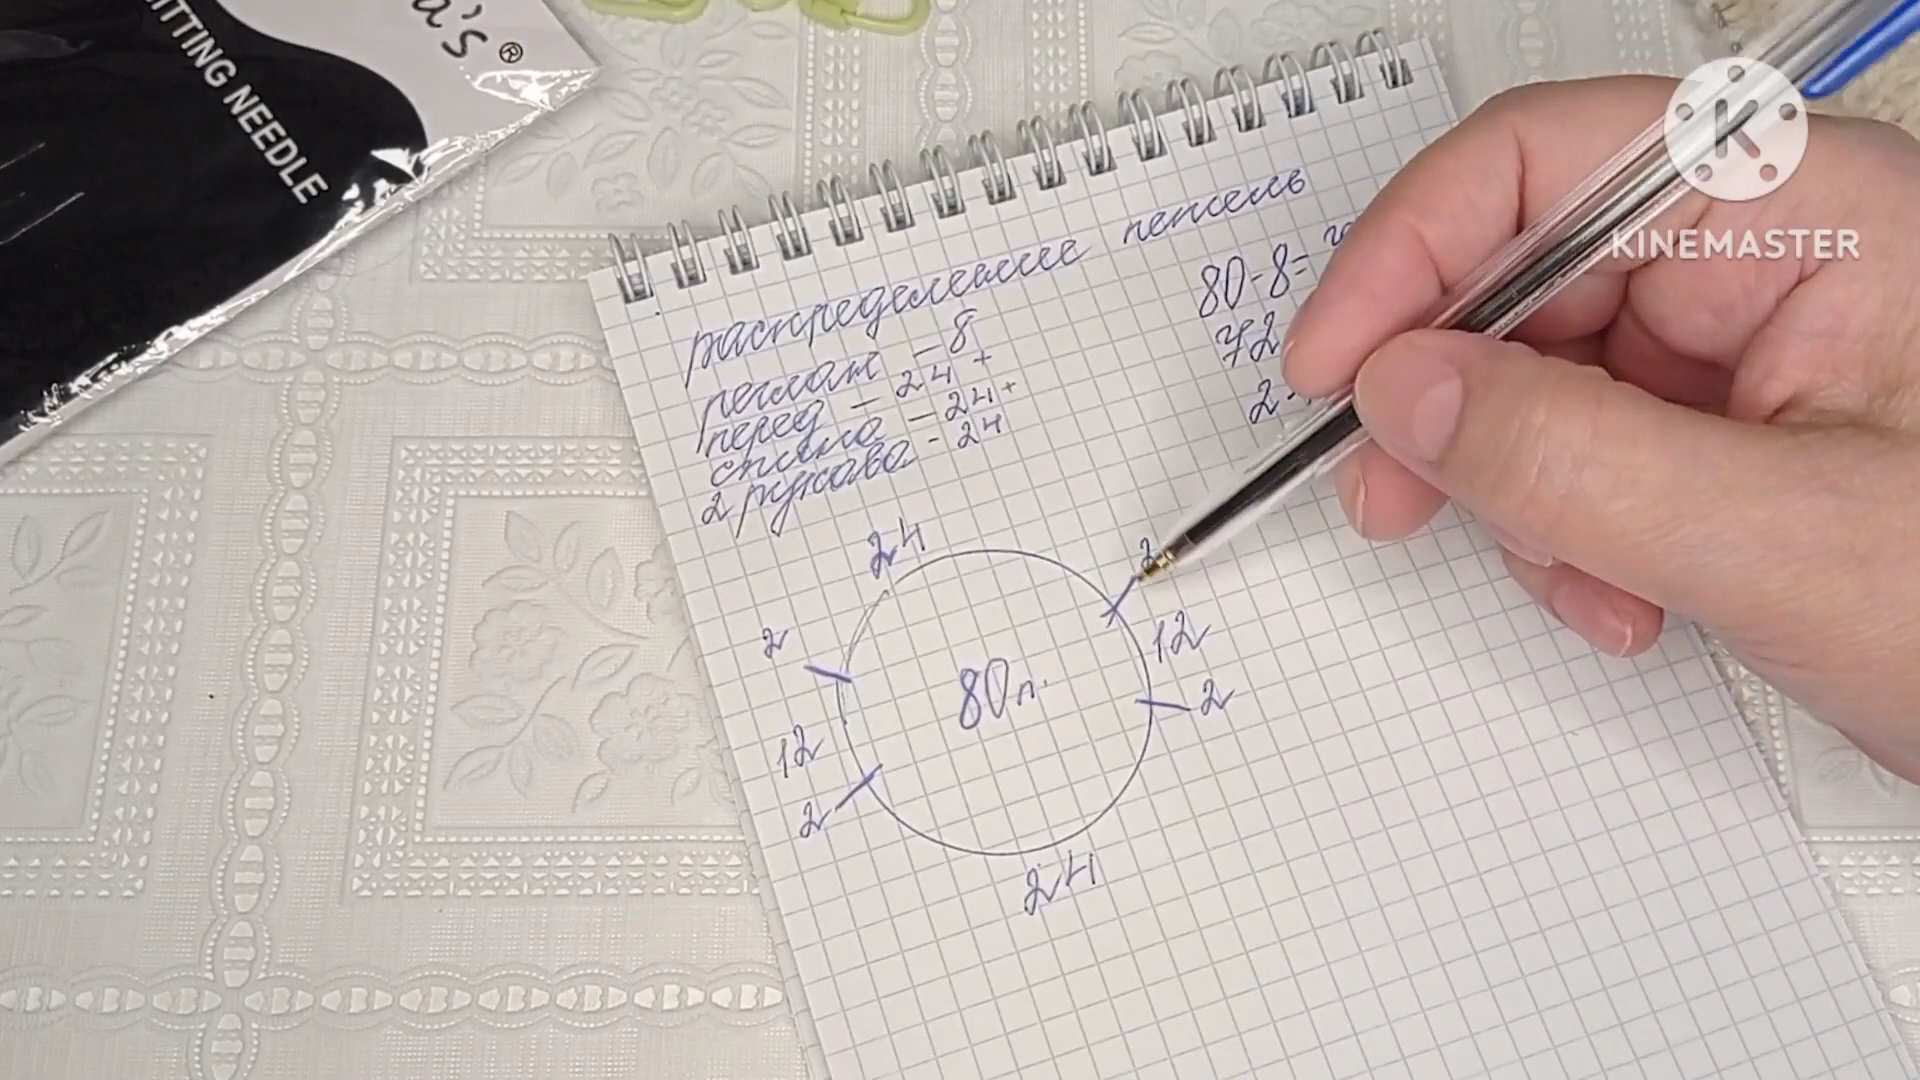 a's®
ITTING NEEDLE
KINEMASTER
распределение петель
реглан - 8
перед - 24 +
спинка - 24+
2 рукава - 24
80-8=
72
2
24
2
2
12
12
2
80 п.
2
24